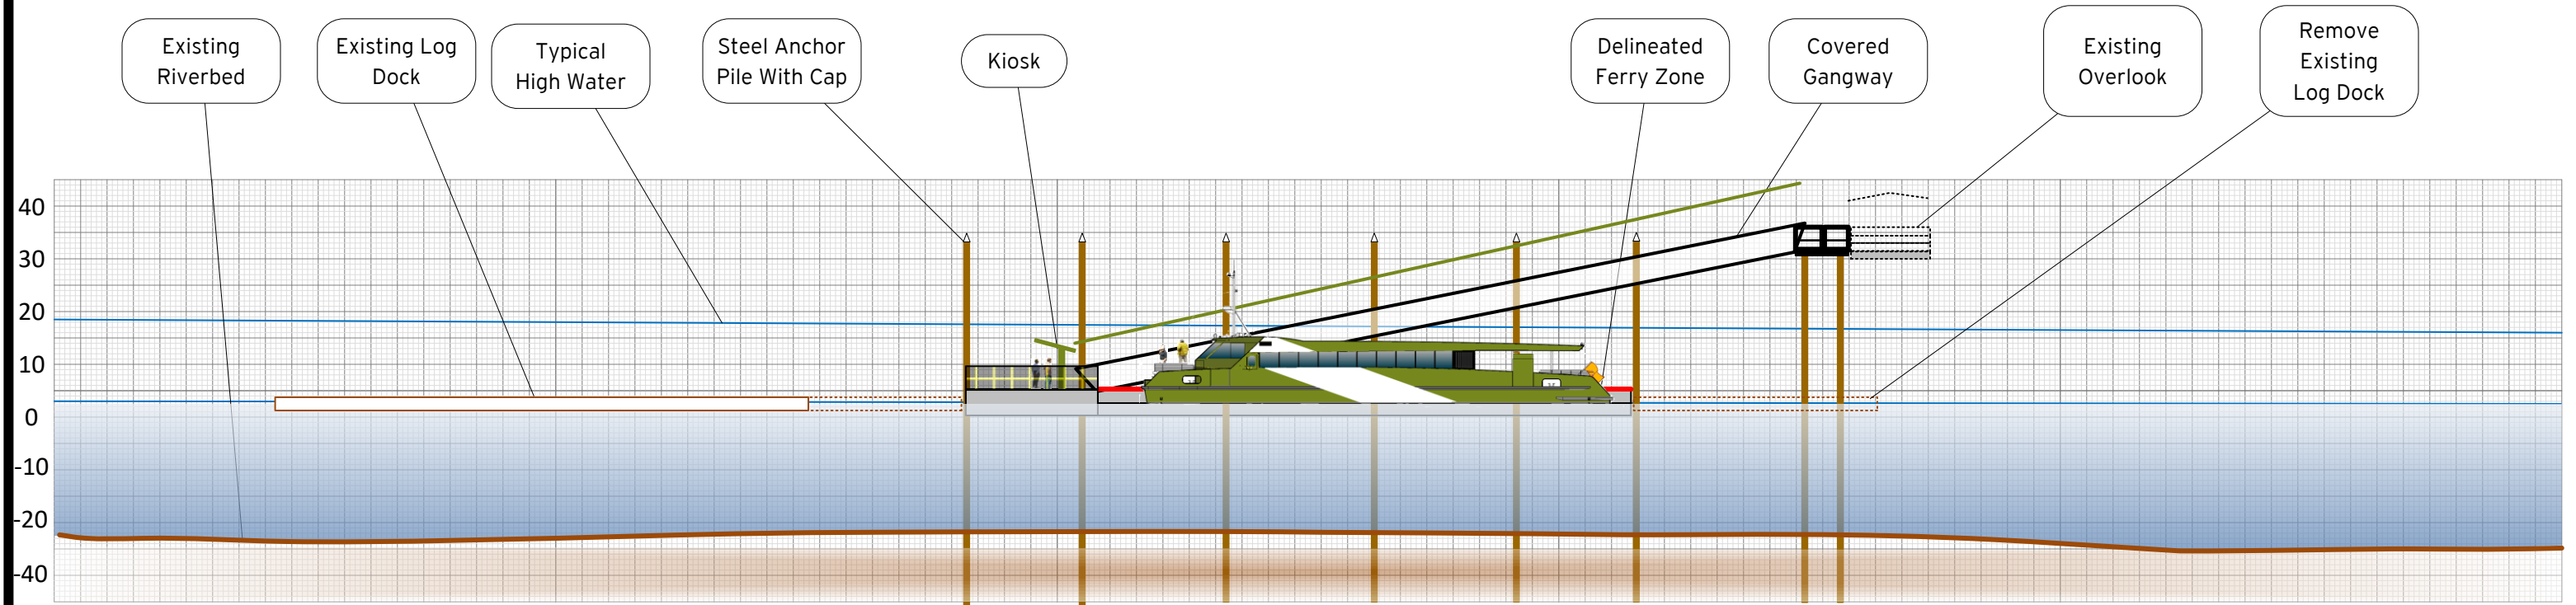 Existing
Riverbed
Existing Log
Dock
Typical
High Water
Steel Anchor
Pile With Cap
Kiosk
Delineated
Ferry Zone
Covered
Gangway
Existing
Overlook
Remove
Existing
Log Dock
40
30
20
10
0
-10
-20
-40